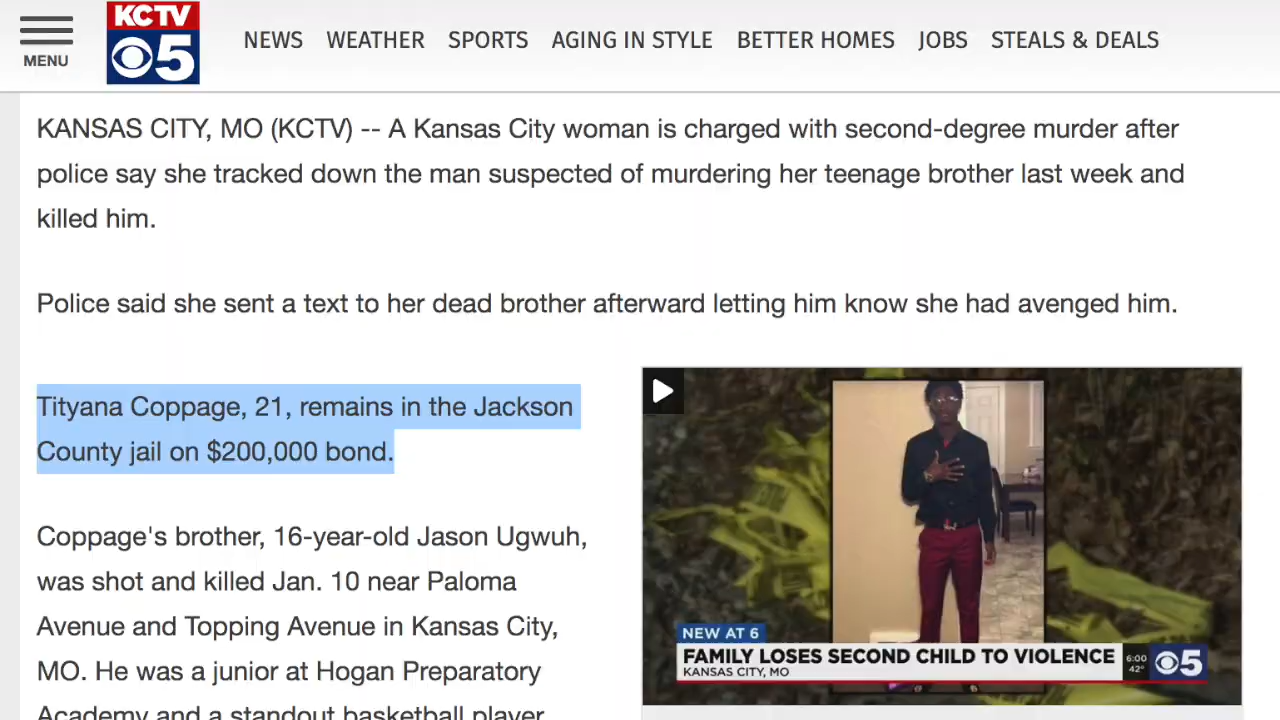 MENU
KCTV
5
NEWS WEATHER SPORTS AGING IN STYLE BETTER HOMES JOBS STEALS & DEALS
KANSAS CITY, MO (KCTV) -- A Kansas City woman is charged with second-degree murder after
police say she tracked down the man suspected of murdering her teenage brother last week and
killed him.
Police said she sent a text to her dead brother afterward letting him know she had avenged him.
Tityana Coppage, 21, remains in the Jackson
County jail on $200,000 bond.
Coppage's brother, 16-year-old Jason Ugwuh,
was shot and killed Jan. 10 near Paloma
Avenue and Topping Avenue in Kansas City,
MO. He was a junior at Hogan Preparatory
Academy and a standout basketball player
NEW AT 6
FAMILY LOSES SECOND CHILD TO VIOLENCE
KANSAS CITY, MO
6:00
42°
5